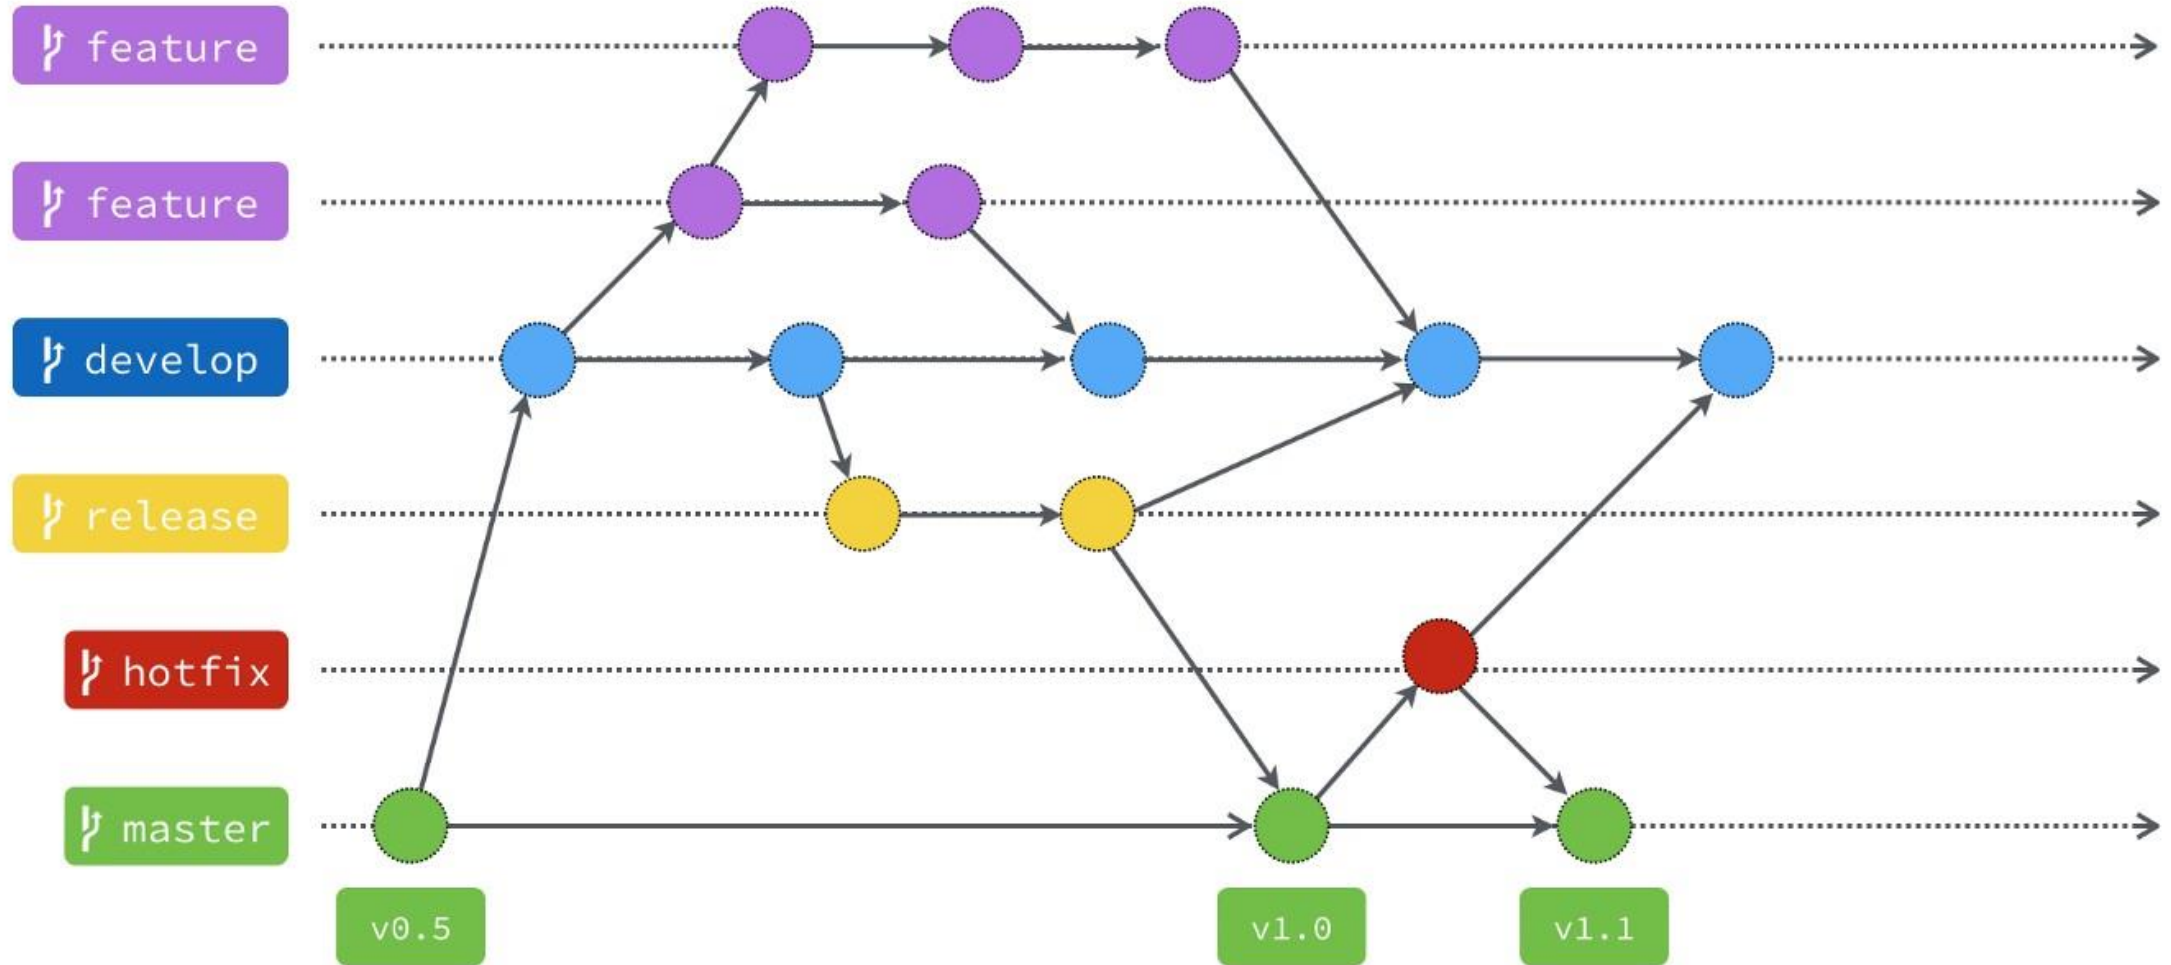 feature
feature
develop
release
hotfix
master
v0.5
v1.0
v1.1